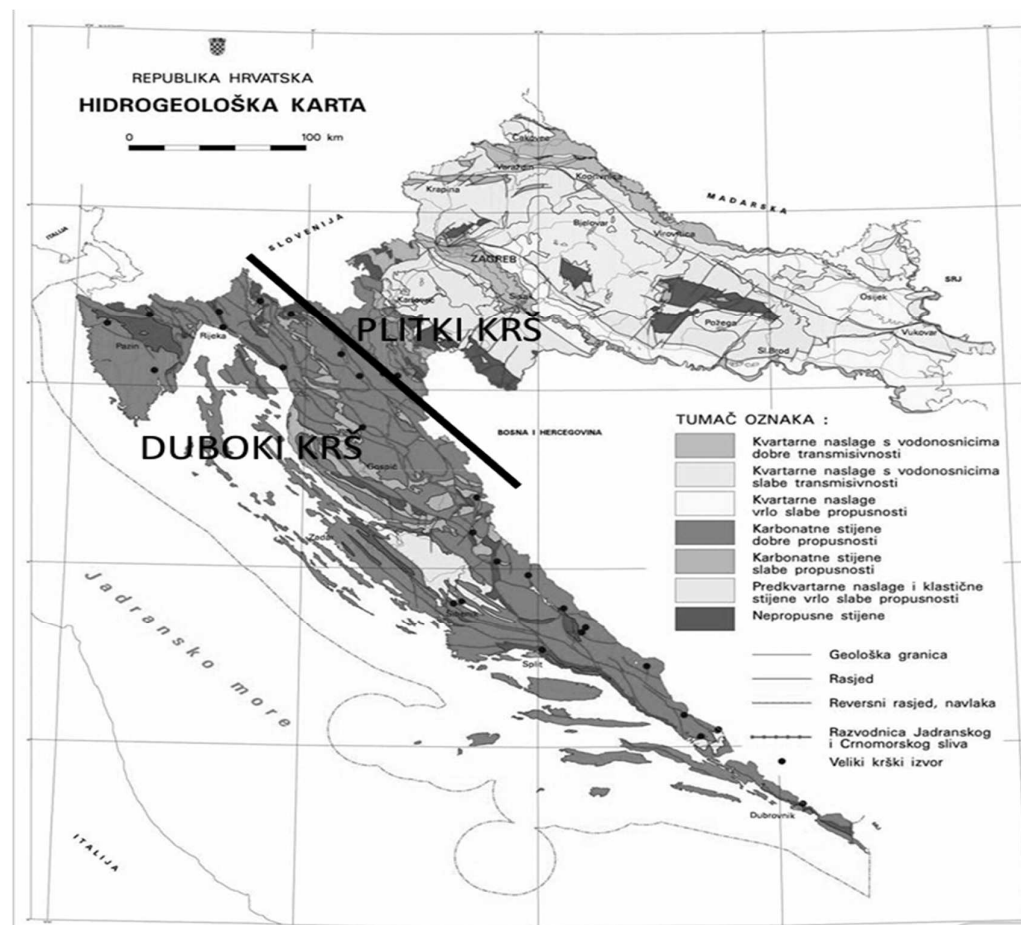 REPUBLIKA HRVATSKA
HIDROGEOLOŠKA KARTA
0 100 km
Čakovec
Varaždin
Koprivnica
Krapina
MAĐARSKA
SLOVENIJA
ITALIJA
Bjelovar
Virovitica
ZAGREB
SRJ
Osijek
Karlovac
Sisak
PLITKI KRŠ
Požega
Rijeka
Vukovar
Pazin
Sl.Brod
TUMAČ OZNAKA :
BOSNA I HERCEGOVINA
DUBOKI KRŠ
Gospić
Kvartarne naslage s vodonosnicima
dobre transmisivnosti
Kvartarne naslage s vodonosnicima
slabe transmisivnosti
Kvartarne naslage
vrlo slabe propusnosti
Karbonatne stijene
dobre propusnosti
Zadar
Karbonatne stijene
slabe propusnosti
Predkvartarne naslage i klastične
stijene vrlo slabe propusnosti
Nepropusne stijene
Jadransko more
Geološka granica
Split
Rasjed
Reversni rasjed, navlaka
Razvodnica Jadranskog
i Crnomorskog sliva
Veliki krški izvor
Dubrovnik
ITALIJA